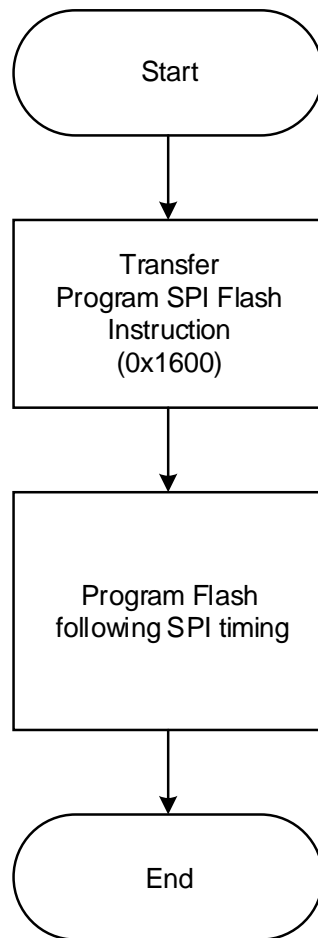 Start
Transfer
Program SPI Flash
Instruction
(0x1600)
Program Flash
following SPI timing
End